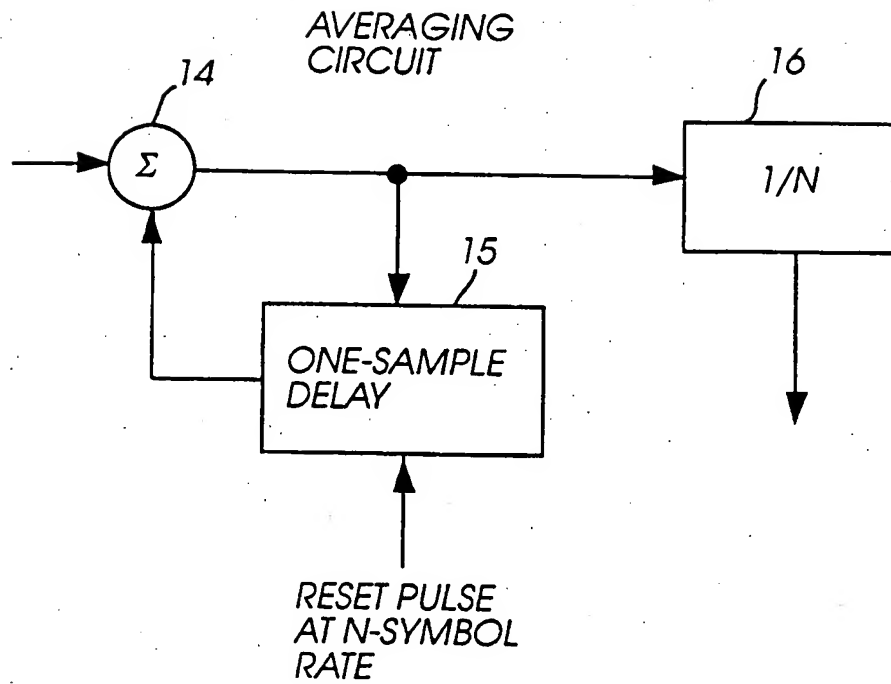 AVERAGING
CIRCUIT
14
16
Σ
1/N
15
ONE-SAMPLE
DELAY
RESET PULSE
AT N-SYMBOL
RATE